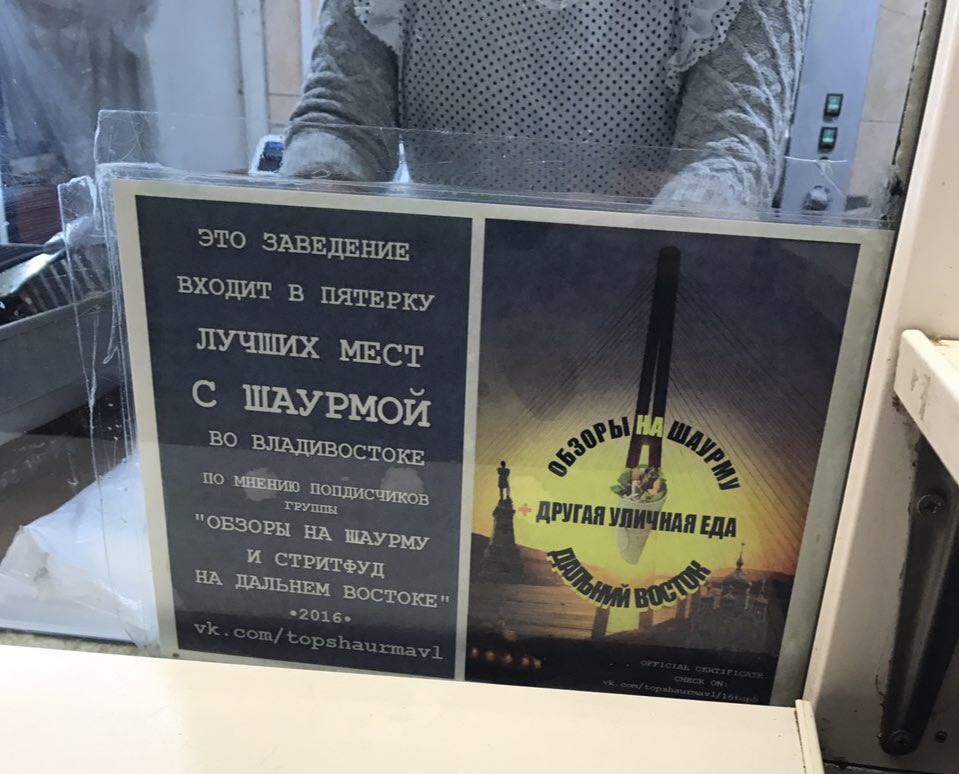 ЭТО ЗАВЕДЕНИЕ
ВХОДИТ В ПЯТЕРКУ
ЛУЧШИХ МЕСТ
С ШАУРМОЙ
ВО ВЛАДИВОСТОКЕ
ПО МНЕНИЮ ПОПДИСЧИКОВ
ГРУППЫ
"ОБЗОРЫ НА ШАУРМУ
И СТРИТФУД
НА ДАЛЬНЕМ ВОСТОКЕ"
•2016•
vk.com/topshaurmavl
ОБЗОРЫ НА ШАУРМУ
+ ДРУГАЯ УЛИЧНАЯ ЕДА
ДАЛЬНИЙ ВОСТОК
OFFICIAL CERTIFICATE
CHECK ON:
vk.com/topshaurmavl/16top5